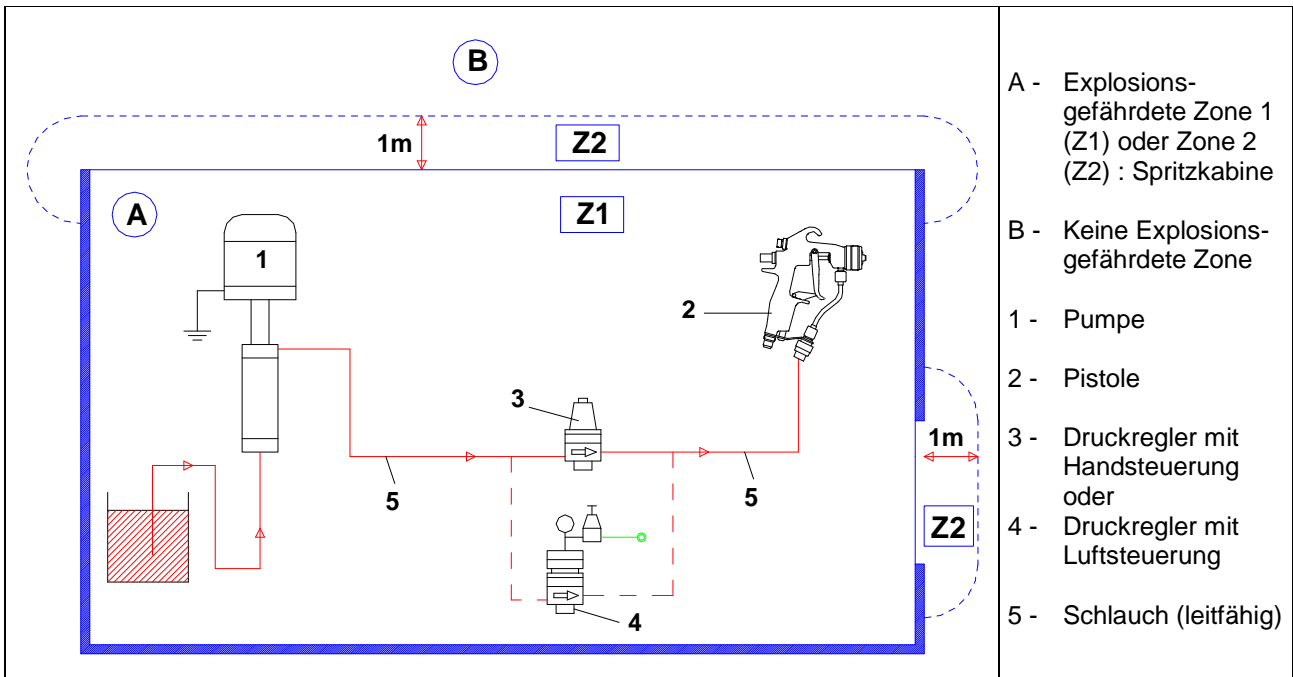 B
1m
Z2
A
Z1
1
2
3
5
5
4
1m
Z2
A - Explosions-
gefährdete Zone 1
(Z1) oder Zone 2
(Z2) : Spritzkabine
B - Keine Explosions-
gefährdete Zone
1 - Pumpe
2 - Pistole
3 - Druckregler mit
Handsteuerung
oder
4 - Druckregler mit
Luftsteuerung
5 - Schlauch (leitfähig)